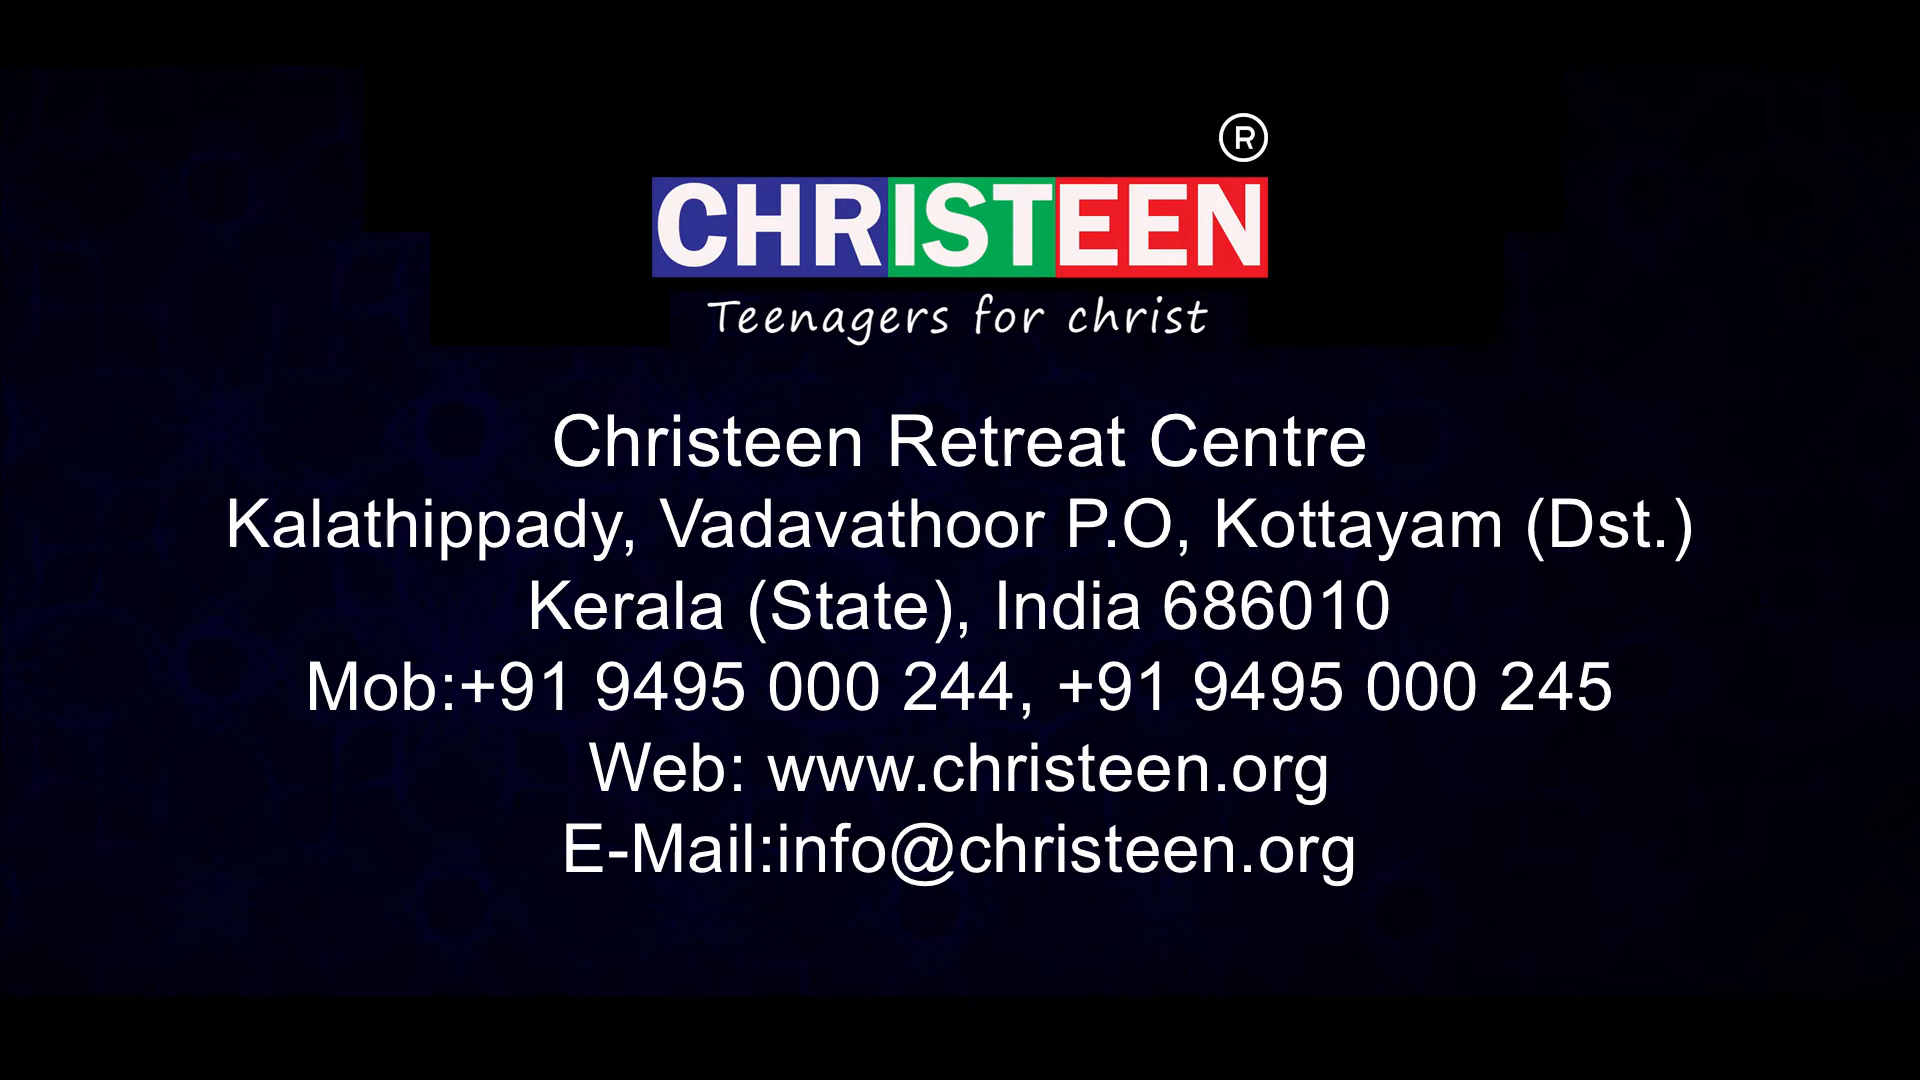 ®
CHRISTEEN
Teenagers for christ
Christeen Retreat Centre
Kalathippady, Vadavathoor P.O, Kottayam (Dst.)
Kerala (State), India 686010
Mob:+91 9495 000 244, +91 9495 000 245
Web: www.christeen.org
E-Mail:info@christeen.org